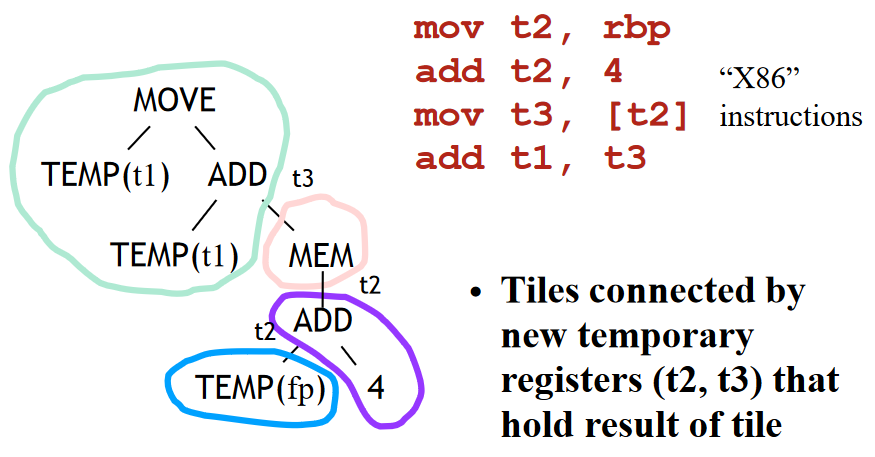 mov t2, rbp
add t2, 4
mov t3, [t2]
add t1, t3
“X86”
instructions
MOVE
TEMP(t1) ADD t3
TEMP(t1) MEM
t2
t2 ADD
TEMP(fp) 4
• Tiles connected by
new temporary
registers (t2, t3) that
hold result of tile